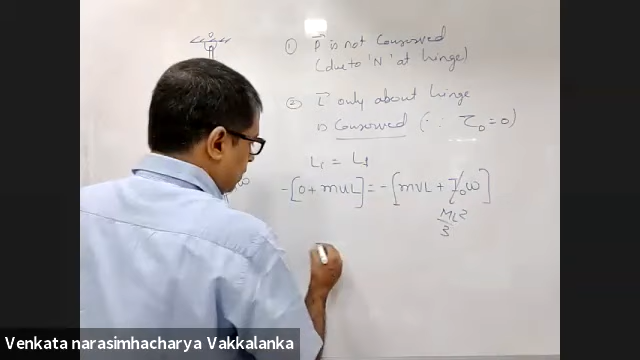 ① P⃗ is not Conserved
(due to 'N' at hinge)
② L⃗ only about hinge
is Conserved (∵ τ₀ = 0)
Lᵢ = L𝒇
-[0 + muL] = -[mvL + I₀ω]
ML²
3
Venkata narasimhacharya Vakkalanka